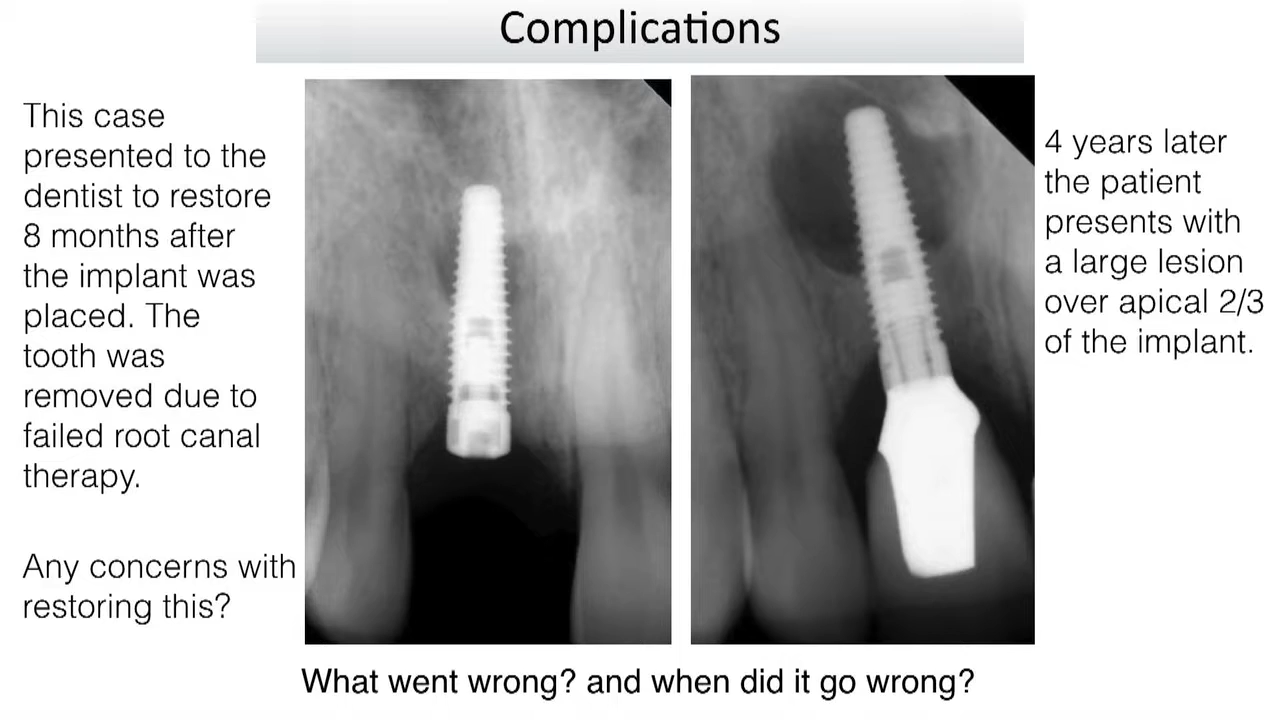 Complications
This case
presented to the
dentist to restore
8 months after
the implant was
placed. The
tooth was
removed due to
failed root canal
therapy.
Any concerns with
restoring this?
4 years later
the patient
presents with
a large lesion
over apical 2/3
of the implant.
What went wrong? and when did it go wrong?